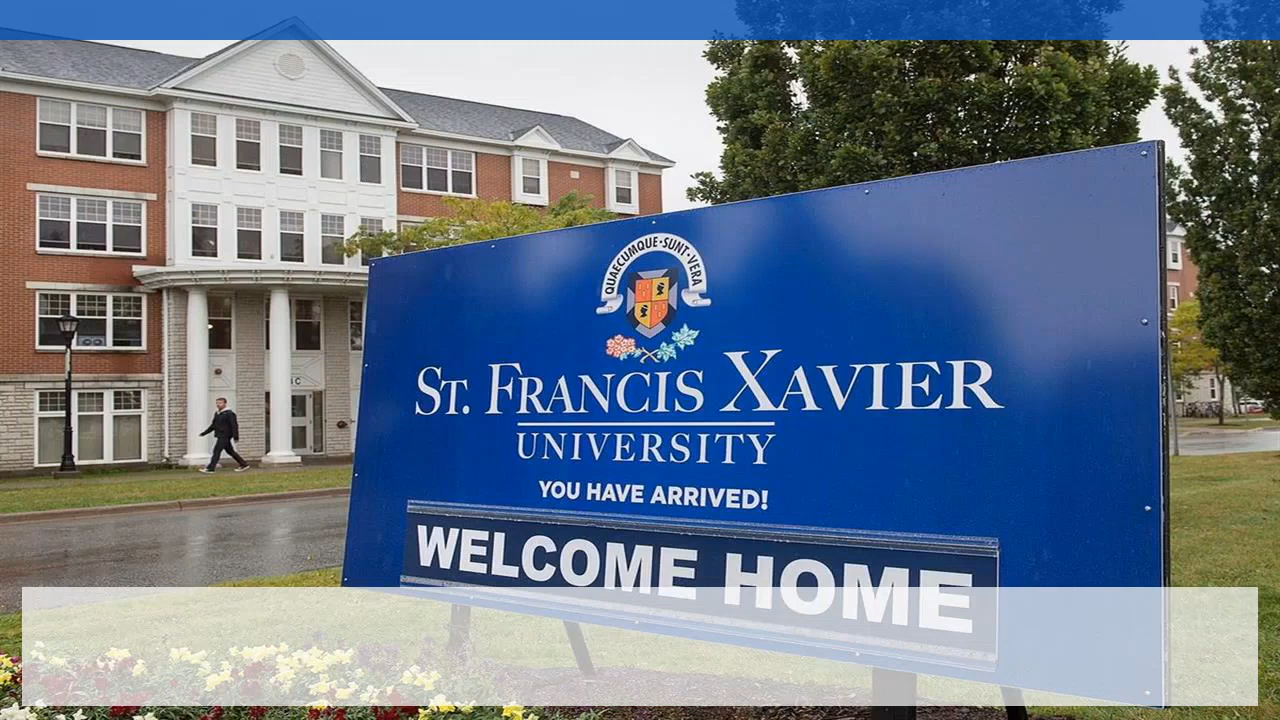 QUAECUMQUE·SUNT·VERA
ST. FRANCIS XAVIER
UNIVERSITY
YOU HAVE ARRIVED!
WELCOME HOME